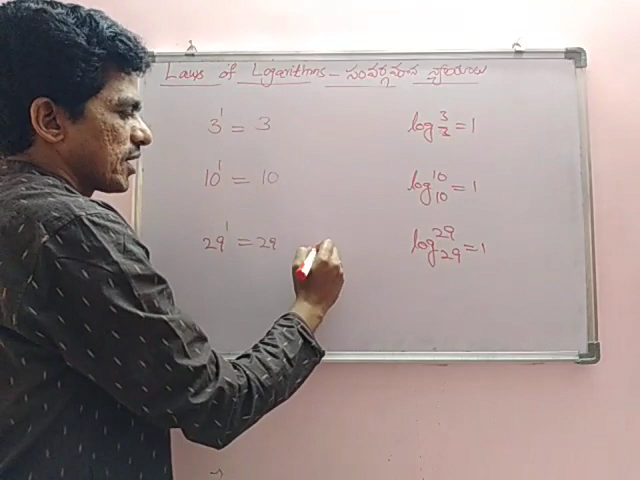 Laws of Logarithms - సంవర్గమాన న్యాయాలు
3¹ = 3 log₃³ = 1
10¹ = 10 log₁₀¹⁰ = 1
29¹ = 29 log₂₉²⁹ = 1